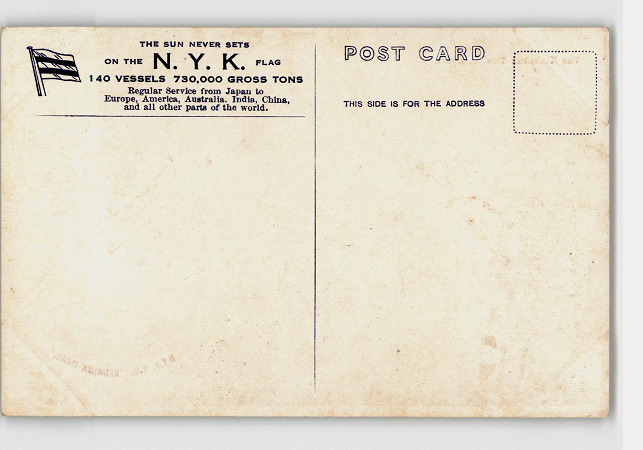 THE SUN NEVER SETS
ON THE N. Y. K. FLAG
140 VESSELS 730,000 GROSS TONS
Regular Service from Japan to
Europe, America, Australia, India, China,
and all other parts of the world.
POST CARD
THIS SIDE IS FOR THE ADDRESS